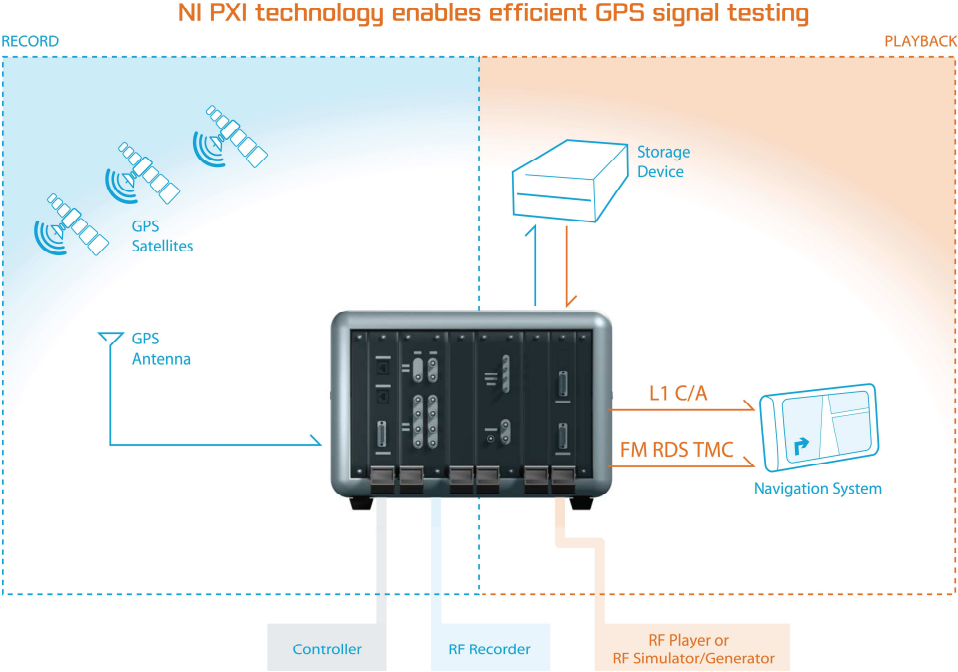 NI PXI technology enables efficient GPS signal testing
RECORD
PLAYBACK
Storage
Device
GPS
Satellites
GPS
Antenna
L1 C/A
FM RDS TMC
Navigation System
Controller
RF Recorder
RF Player or
RF Simulator/Generator